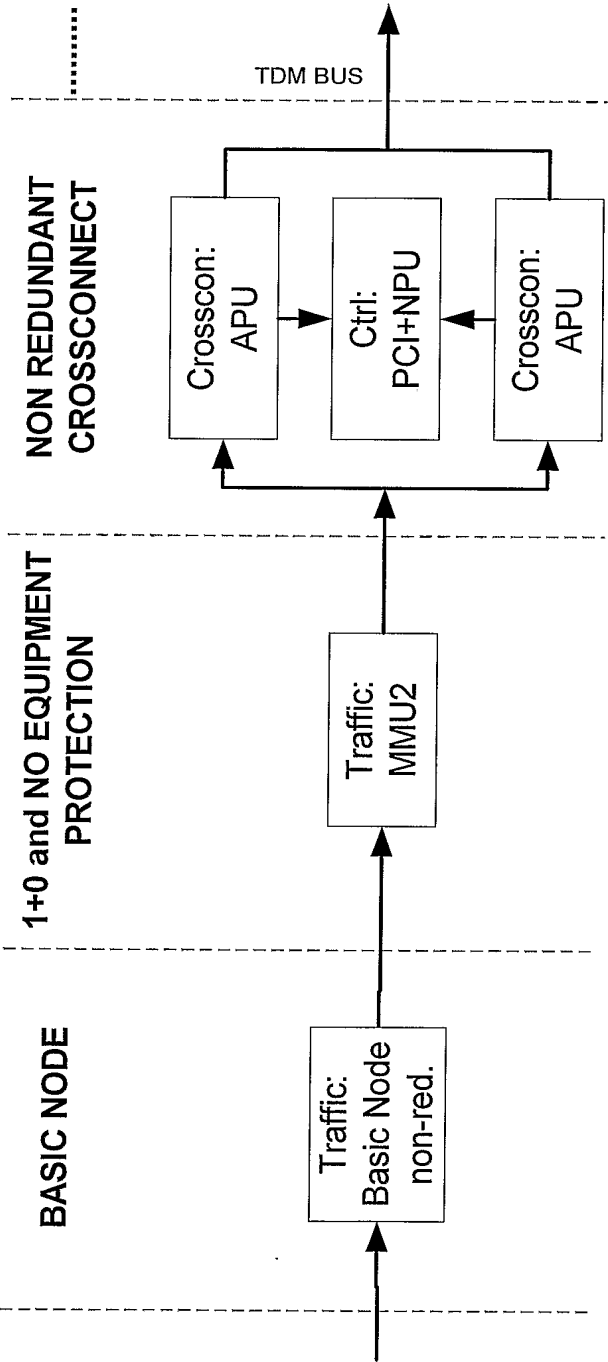 BASIC NODE
1+0 and NO EQUIPMENT
PROTECTION
NON REDUNDANT
CROSSCONNECT
Traffic:
Basic Node
non-red.
Traffic:
MMU2
Crosscon:
APU
Ctrl:
PCI+NPU
Crosscon:
APU
TDM BUS